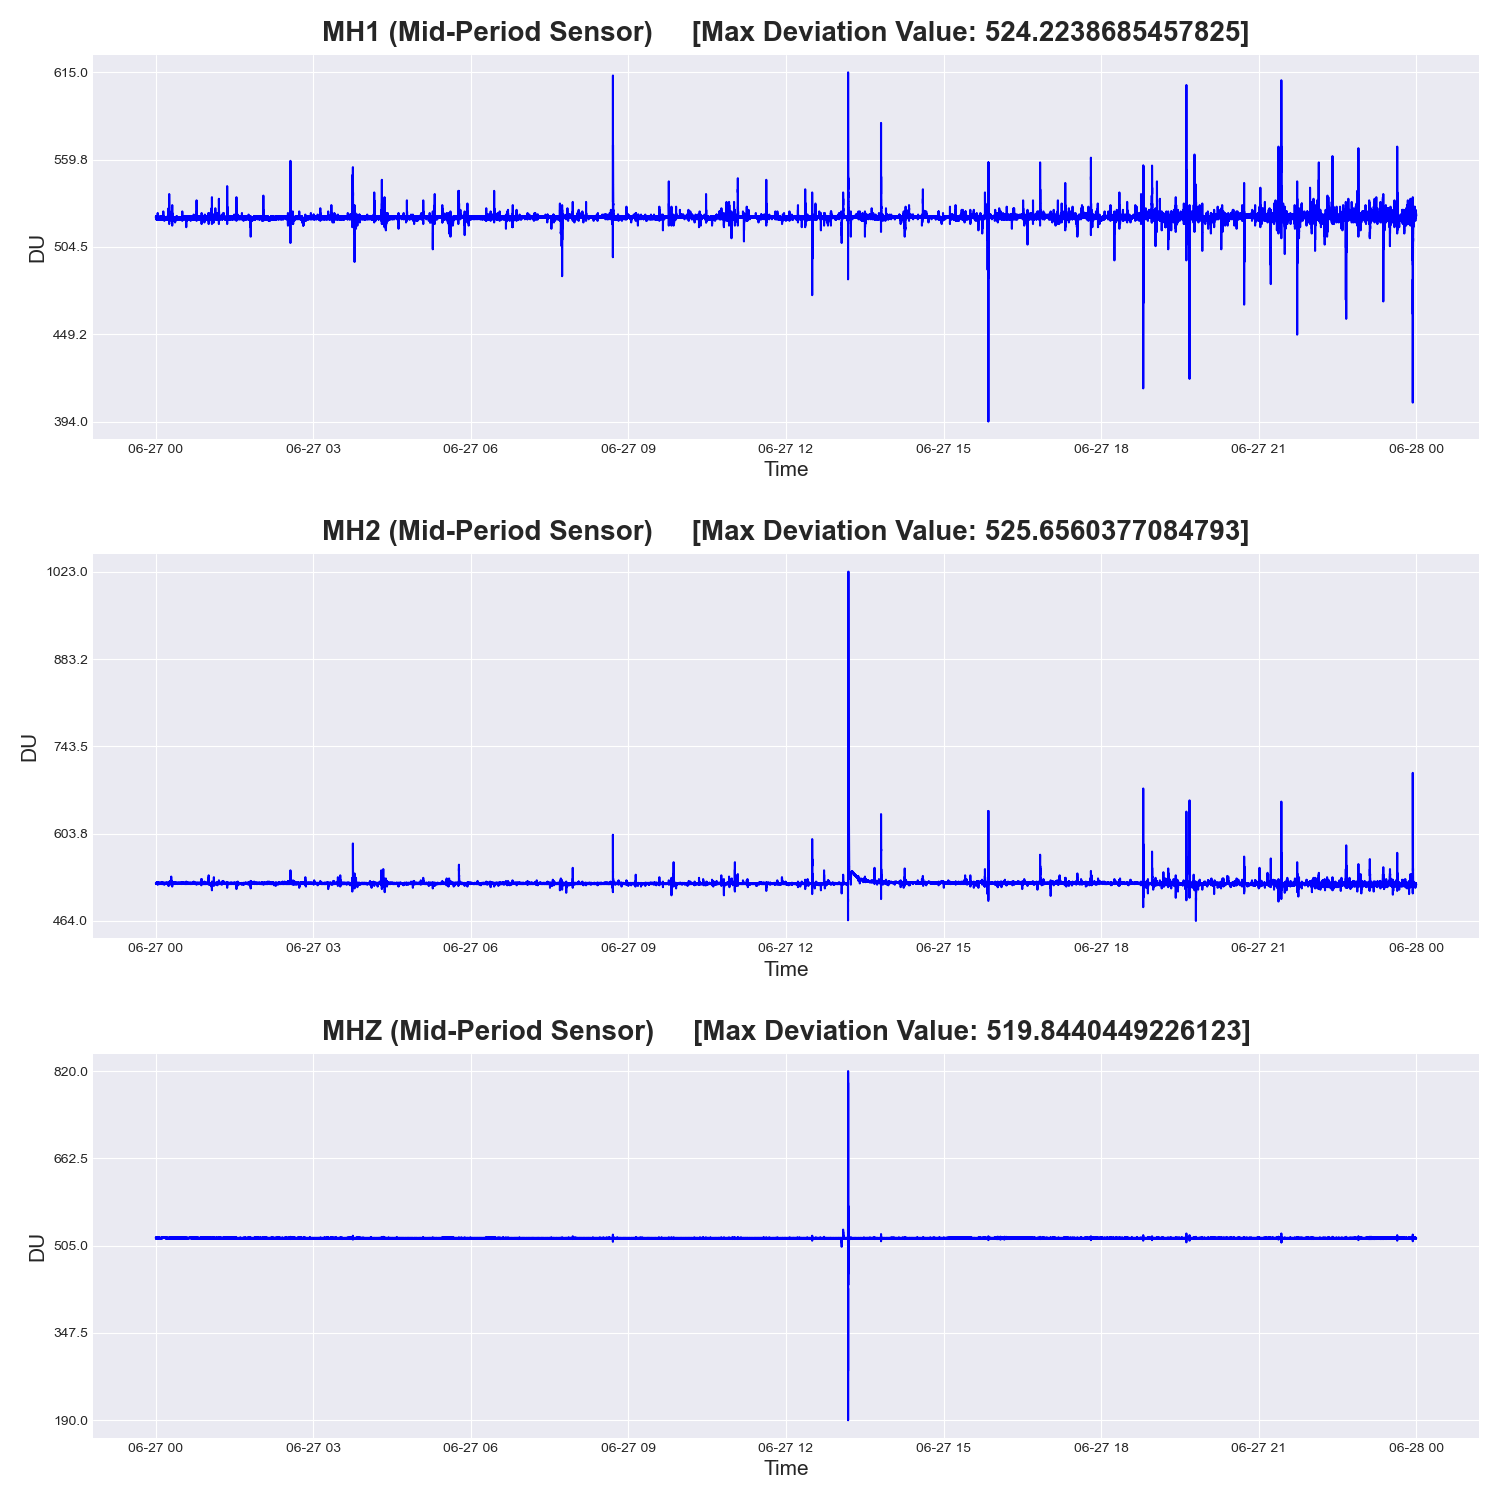 MH1 (Mid-Period Sensor) [Max Deviation Value: 524.2238685457825]
615.0
559.8
504.5
449.2
394.0
DU
06-27 00 06-27 03 06-27 06 06-27 09 06-27 12 06-27 15 06-27 18 06-27 21 06-28 00
Time
MH2 (Mid-Period Sensor) [Max Deviation Value: 525.6560377084793]
1023.0
883.2
743.5
603.8
464.0
DU
06-27 00 06-27 03 06-27 06 06-27 09 06-27 12 06-27 15 06-27 18 06-27 21 06-28 00
Time
MHZ (Mid-Period Sensor) [Max Deviation Value: 519.8440449226123]
820.0
662.5
505.0
347.5
190.0
DU
06-27 00 06-27 03 06-27 06 06-27 09 06-27 12 06-27 15 06-27 18 06-27 21 06-28 00
Time